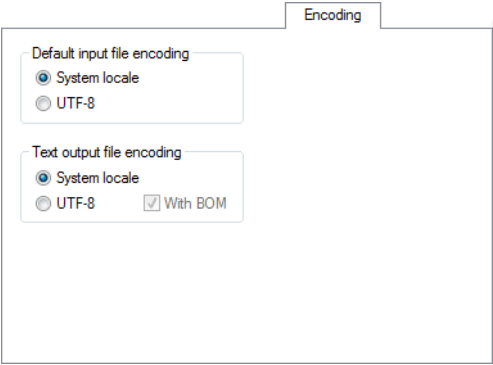 Encoding
Default input file encoding
System locale
UTF-8
Text output file encoding
System locale
UTF-8 With BOM